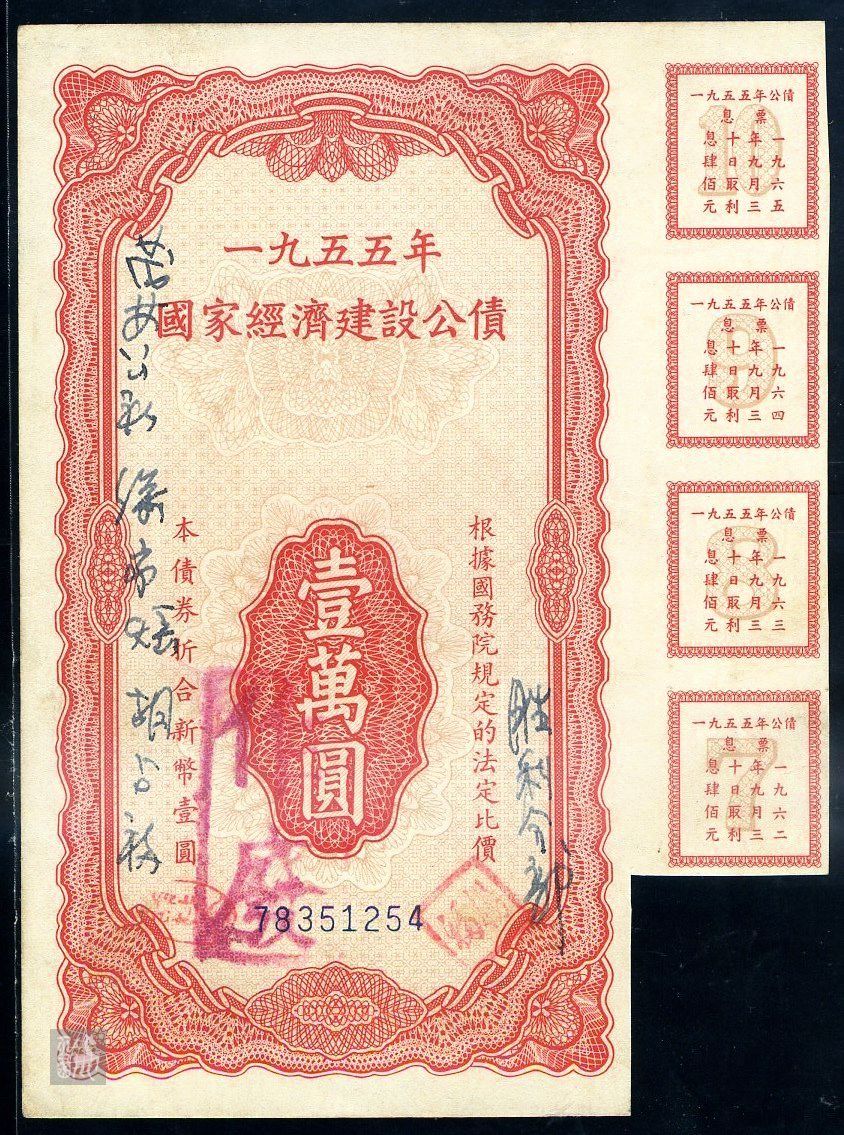 一九五五年
國家經濟建設公債
根據國務院規定的法定比價
壹萬圓
本債券折合新幣壹圓
78351254
一九五五年公債
息票
10
一九六五
年九月三
十日取利
息肆佰元
一九五五年公債
息票
9
一九六四
年九月三
十日取利
息肆佰元
一九五五年公債
息票
8
一九六三
年九月三
十日取利
息肆佰元
一九五五年公債
息票
7
一九六二
年九月三
十日取利
息肆佰元